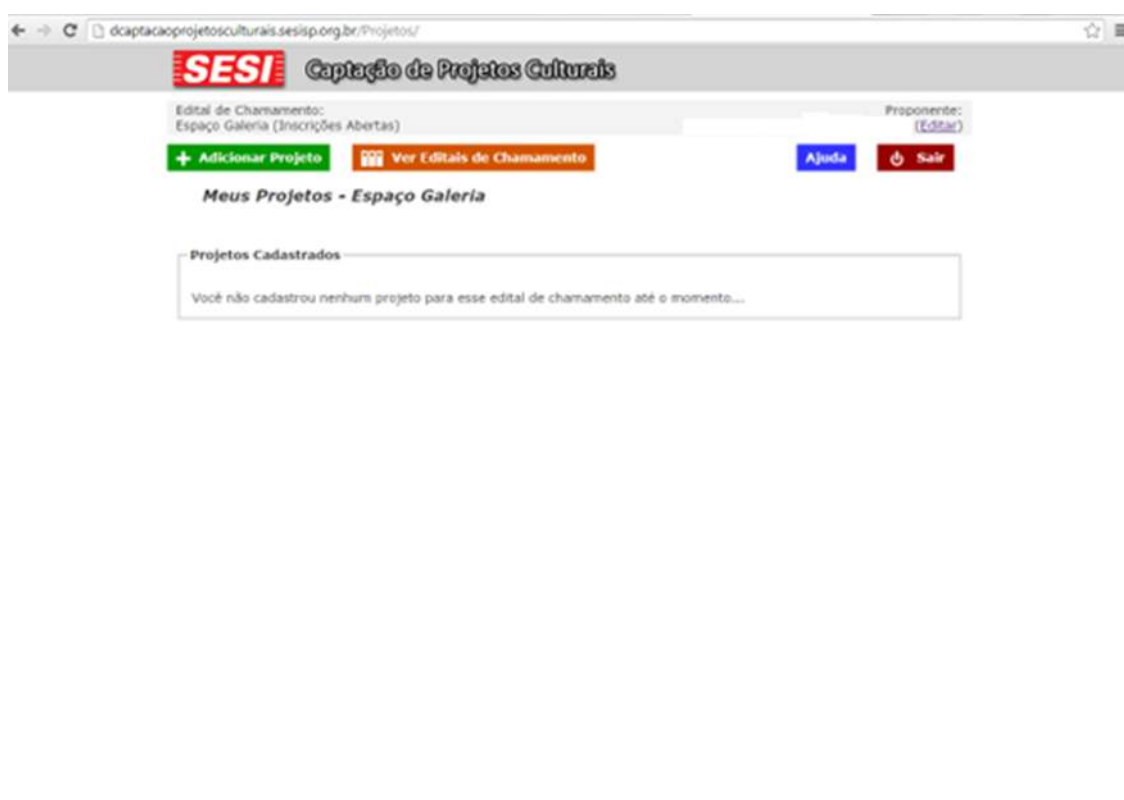 dcaptacaoprojetosculturais.sesisp.org.br/Projetos/
SESI Captação de Projetos Culturais
Edital de Chamamento: Proponente:
Espaço Galeria (Inscrições Abertas) (Editar)
Adicionar Projeto Ver Editais de Chamamento Ajuda Sair
Meus Projetos - Espaço Galeria
Projetos Cadastrados
Você não cadastrou nenhum projeto para esse edital de chamamento até o momento...